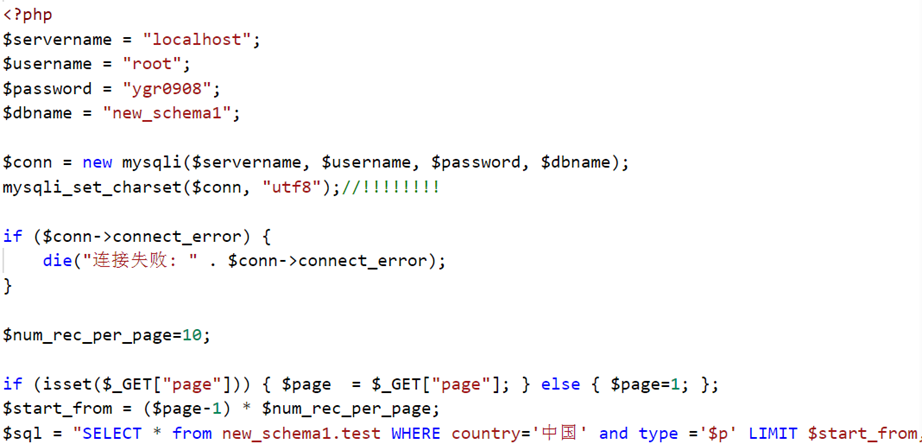 <?php
$servername = "localhost";
$username = "root";
$password = "ygr0908";
$dbname = "new_schema1";
$conn = new mysqli($servername, $username, $password, $dbname);
mysqli_set_charset($conn, "utf8");//!!!!!!!!
if ($conn->connect_error) {
die("连接失败: " . $conn->connect_error);
}
$num_rec_per_page=10;
if (isset($_GET["page"])) { $page  = $_GET["page"]; } else { $page=1; };
$start_from = ($page-1) * $num_rec_per_page;
$sql = "SELECT * from new_schema1.test WHERE country='中国' and type ='$p' LIMIT $start_from,